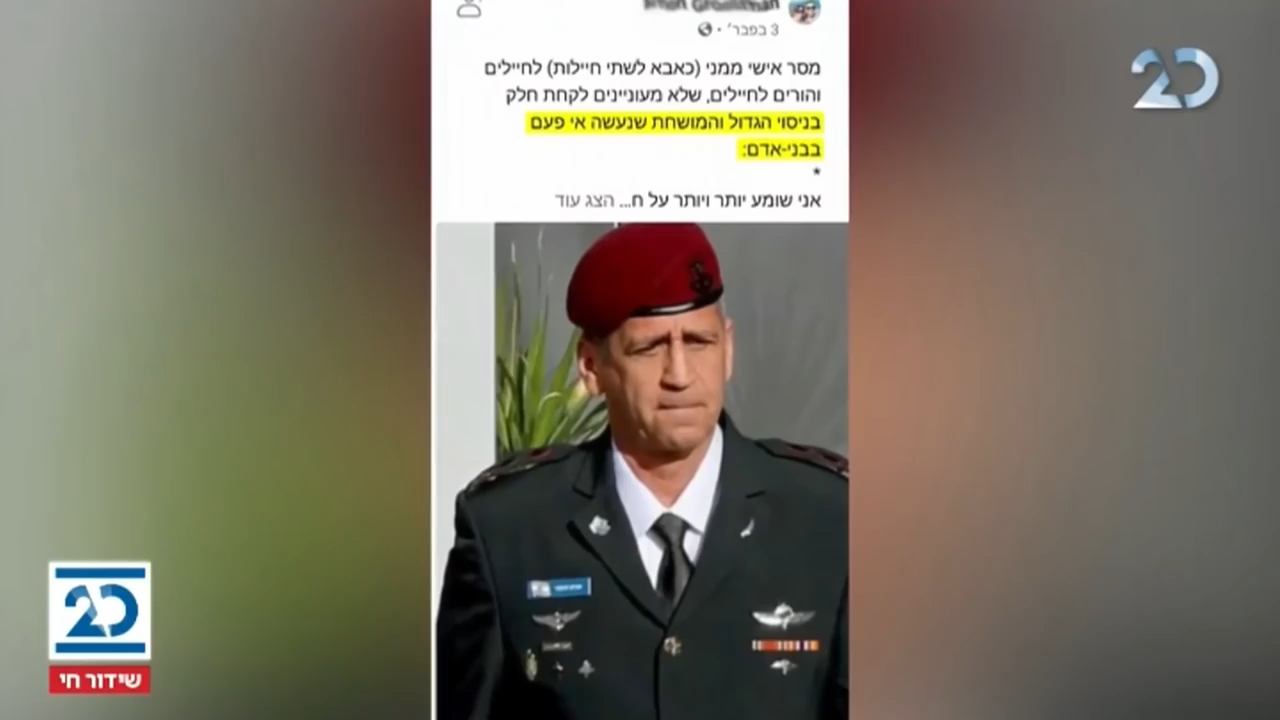 3 בפבר׳ ·
מסר אישי ממני (כאבא לשתי חיילות) לחיילים
והורים לחיילים, שלא מעוניינים לקחת חלק
בניסוי הגדול והמושחת שנעשה אי פעם
בבני-אדם:
*
אני שומע יותר ויותר על ח... הצג עוד
20
20
שידור חי